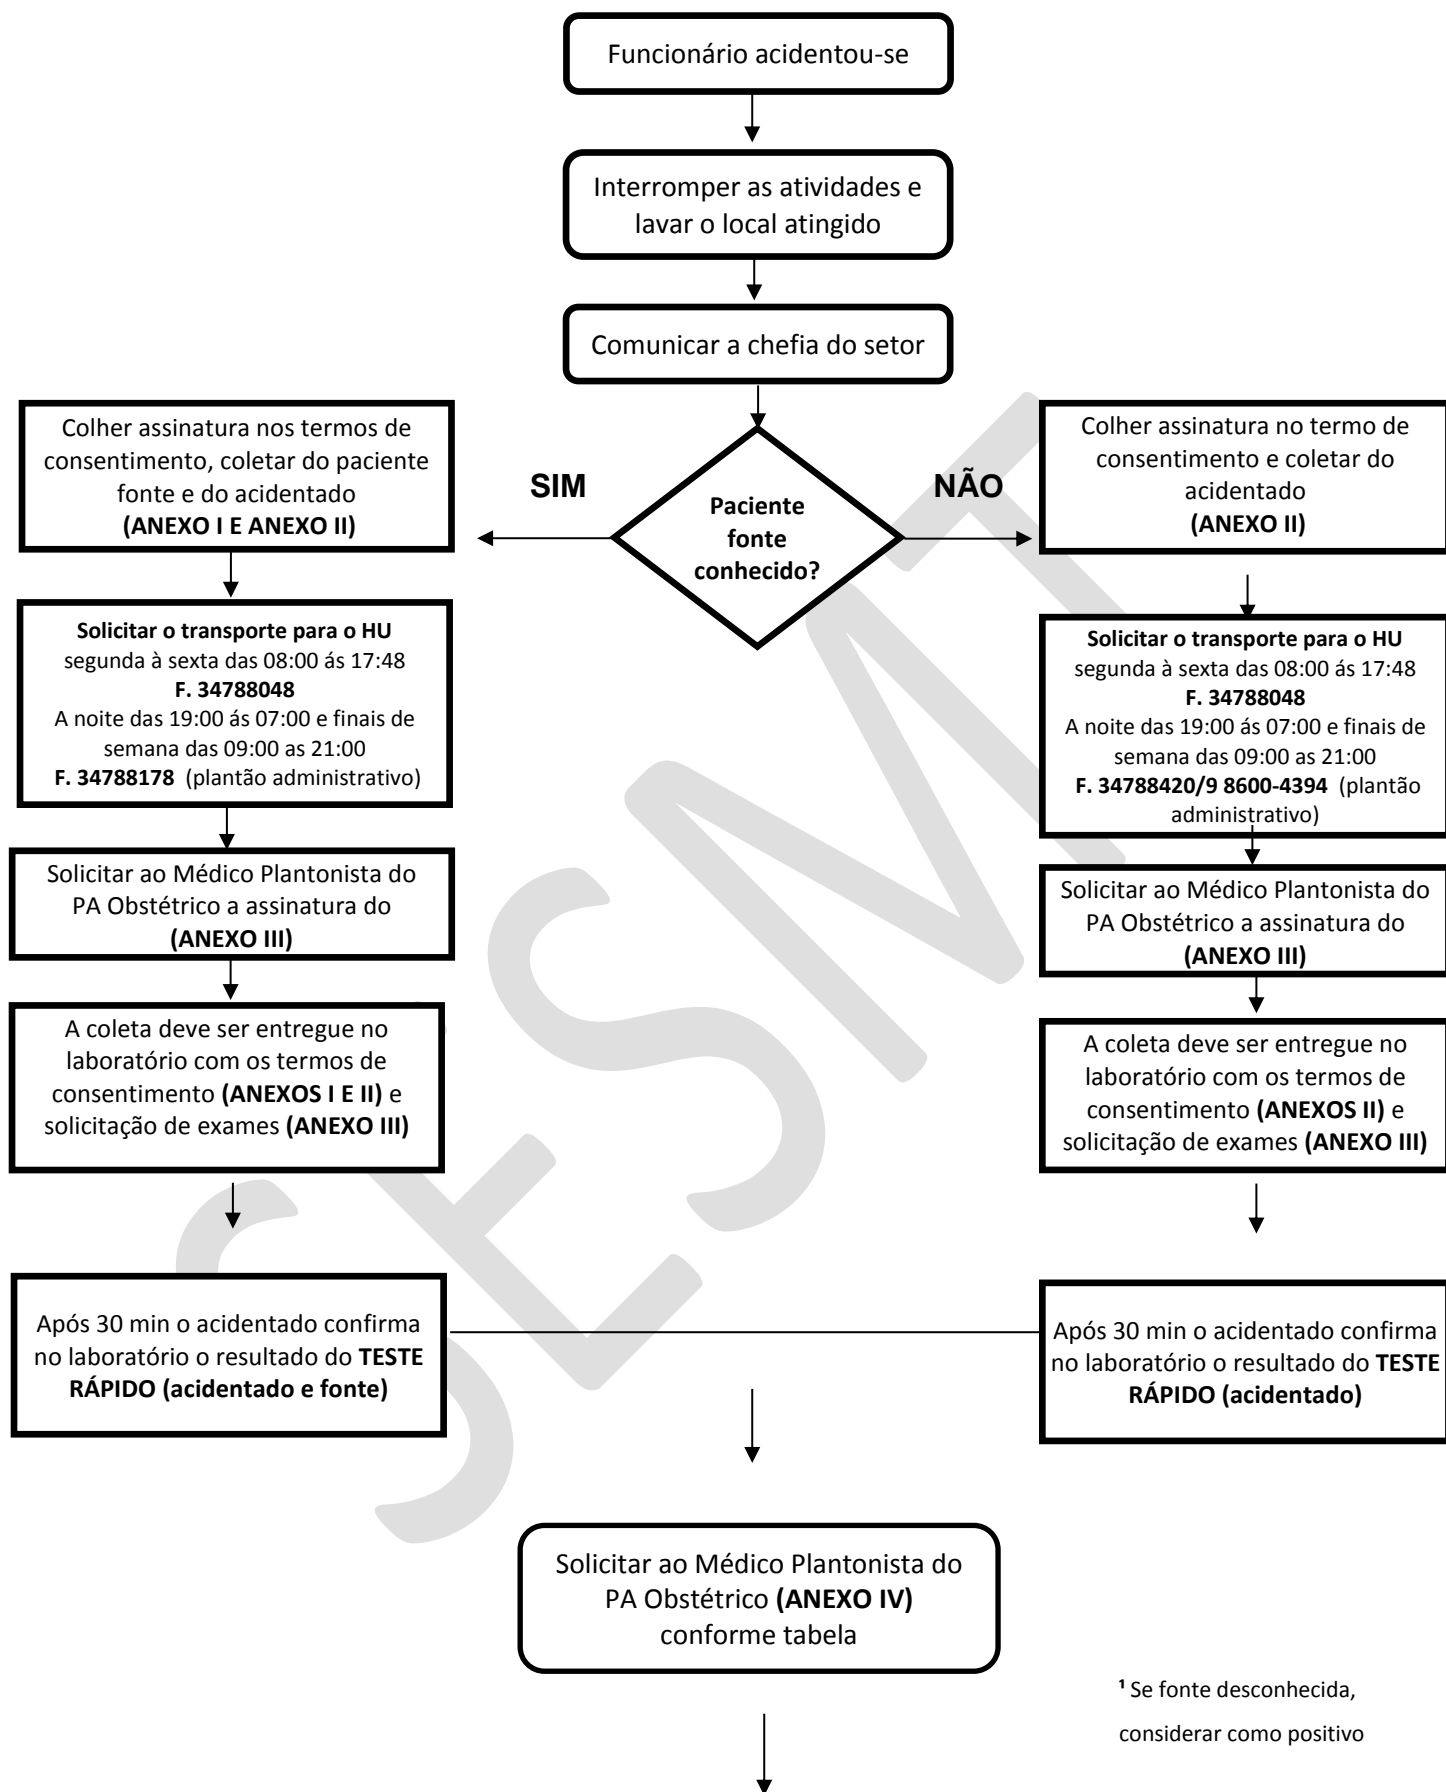 Funcionário acidentou-se
Interromper as atividades e
lavar o local atingido
Comunicar a chefia do setor
Paciente
fonte
conhecido?
SIM
NÃO
Colher assinatura nos termos de
consentimento, coletar do paciente
fonte e do acidentado
(ANEXO I E ANEXO II)
Solicitar o transporte para o HU
segunda à sexta das 08:00 ás 17:48
F. 34788048
A noite das 19:00 ás 07:00 e finais de
semana das 09:00 as 21:00
F. 34788178 (plantão administrativo)
Solicitar ao Médico Plantonista do
PA Obstétrico a assinatura do
(ANEXO III)
A coleta deve ser entregue no
laboratório com os termos de
consentimento (ANEXOS I E II) e
solicitação de exames (ANEXO III)
Após 30 min o acidentado confirma
no laboratório o resultado do TESTE
RÁPIDO (acidentado e fonte)
Colher assinatura no termo de
consentimento e coletar do
acidentado
(ANEXO II)
Solicitar o transporte para o HU
segunda à sexta das 08:00 ás 17:48
F. 34788048
A noite das 19:00 ás 07:00 e finais de
semana das 09:00 as 21:00
F. 34788420/9 8600-4394 (plantão
administrativo)
Solicitar ao Médico Plantonista do
PA Obstétrico a assinatura do
(ANEXO III)
A coleta deve ser entregue no
laboratório com os termos de
consentimento (ANEXOS II) e
solicitação de exames (ANEXO III)
Após 30 min o acidentado confirma
no laboratório o resultado do TESTE
RÁPIDO (acidentado)
Solicitar ao Médico Plantonista do
PA Obstétrico (ANEXO IV)
conforme tabela
¹ Se fonte desconhecida,
considerar como positivo
SESMT